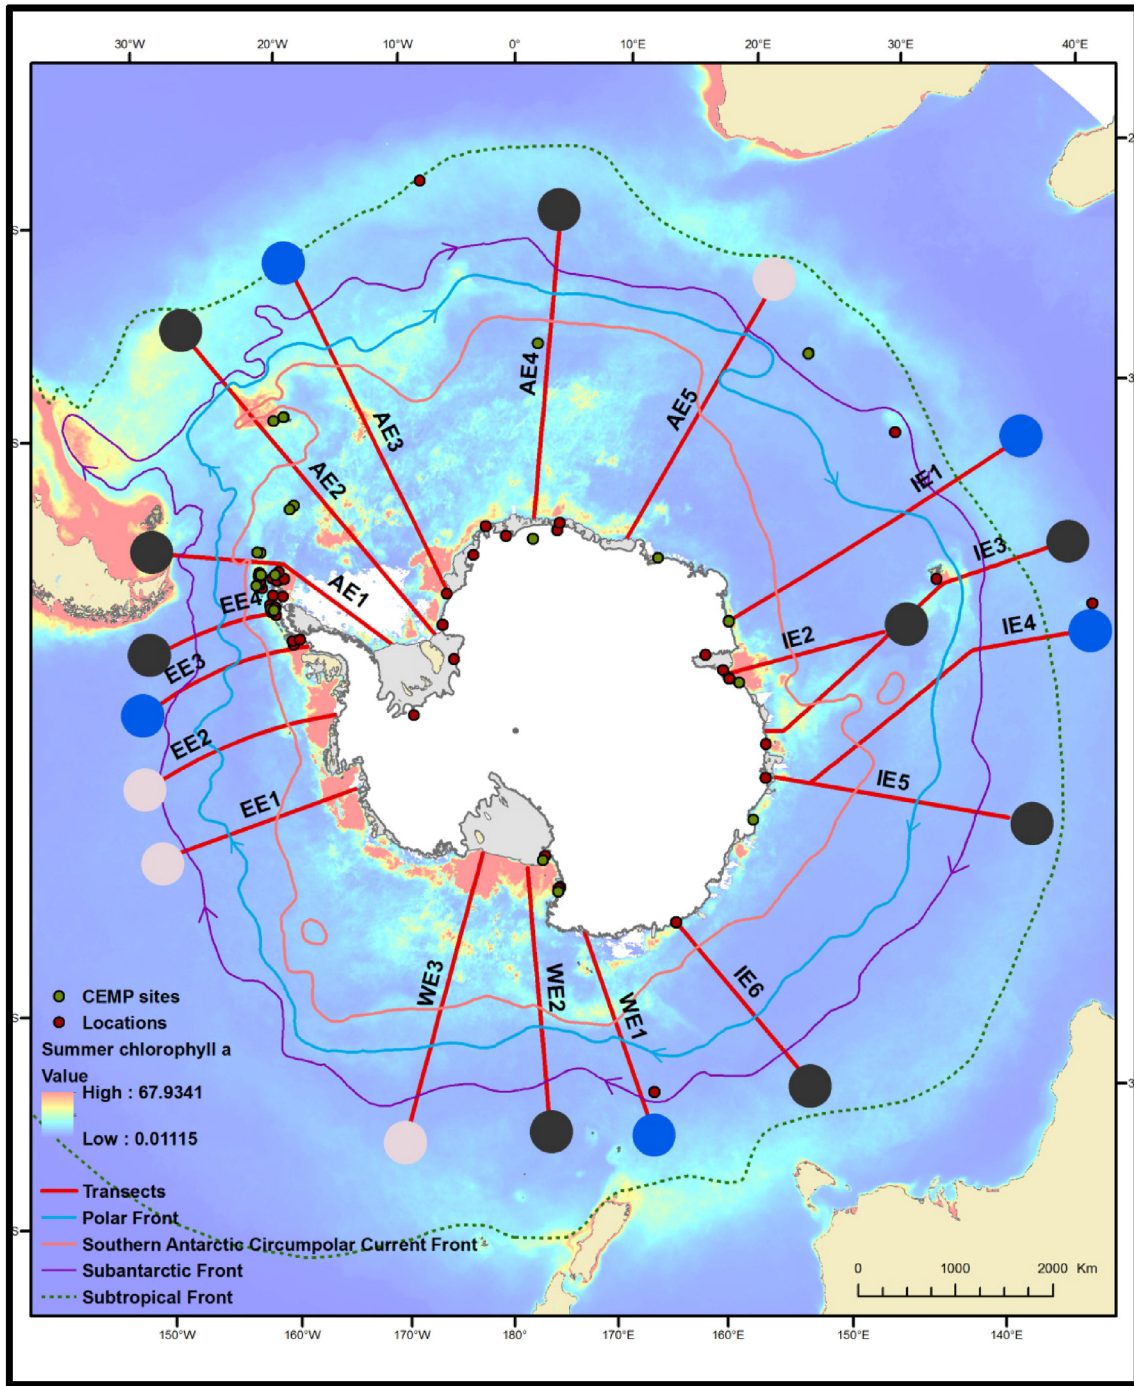 30°W 20°W 10°W 0° 10°E 20°E 30°E 40°E
AE4
AE5
AE3
IE1
AE2
IE3
AE1
EE4
IE4
IE2
EE3
EE2
IE5
EE1
WE3
WE2
WE1
IE6
CEMP sites
Locations
Summer chlorophyll a
Value
High : 67.9341
Low : 0.01115
Transects
Polar Front
Southern Antarctic Circumpolar Current Front
Subantarctic Front
Subtropical Front
0 1000 2000 Km
150°W 160°W 170°W 180° 170°E 160°E 150°E 140°E